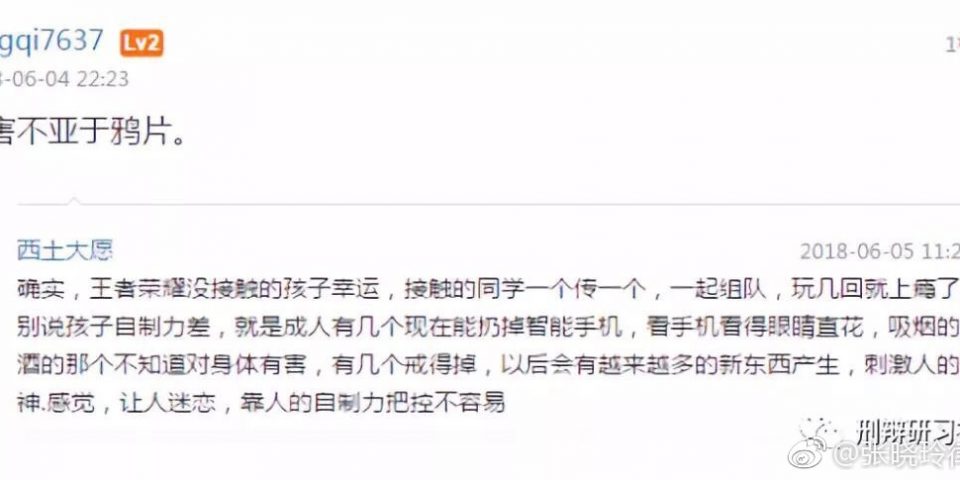 gqi7637 Lv2
-06-04 22:23
害不亚于鸦片。
西土大愿 2018-06-05 11:2
确实，王者荣耀没接触的孩子幸运，接触的同学一个传一个，一起组队，玩几回就上瘾了
别说孩子自制力差，就是成人有几个现在能扔掉智能手机，看手机看得眼睛直花，吸烟的
酒的那个不知道对身体有害，有几个戒得掉，以后会有越来越多的新东西产生，刺激人的
神.感觉，让人迷恋，靠人的自制力把控不容易
刑辩研习
@张晓玲律